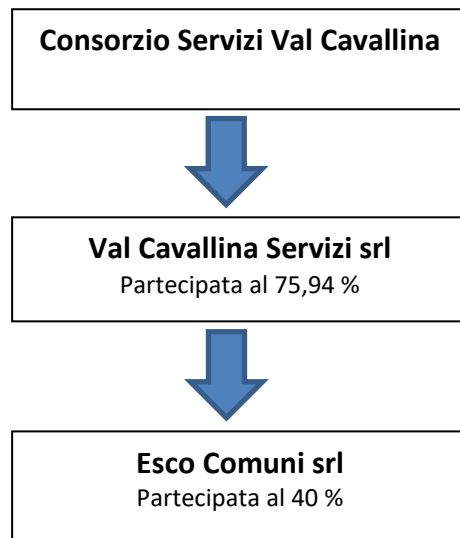 Consorzio Servizi Val Cavallina
Val Cavallina Servizi srl
Partecipata al 75,94 %
Esco Comuni srl
Partecipata al 40 %